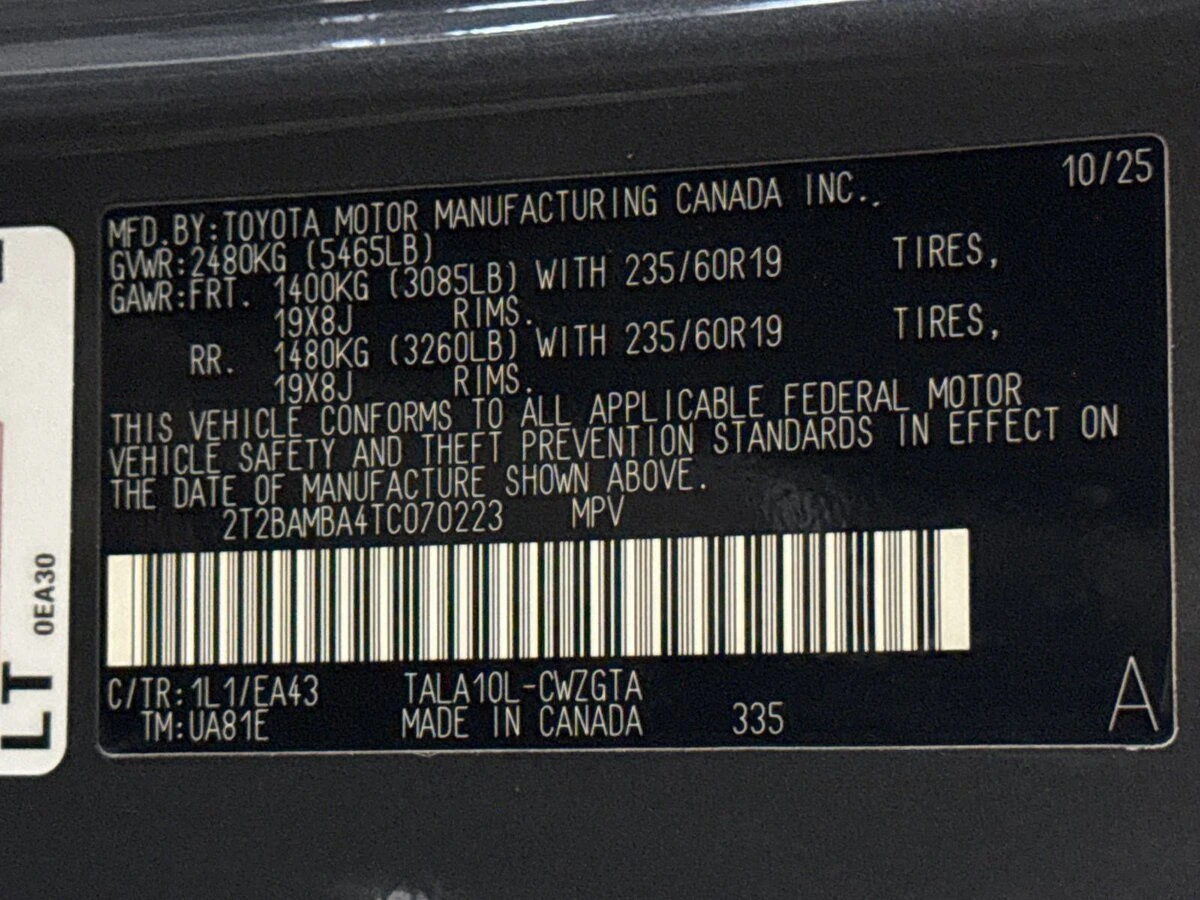 10/25
MFD.BY:TOYOTA MOTOR MANUFACTURING CANADA INC.,
GVWR:2480KG (5465LB)
GAWR:FRT. 1400KG (3085LB) WITH 235/60R19 TIRES,
19X8J RIMS.
RR. 1480KG (3260LB) WITH 235/60R19 TIRES,
19X8J RIMS.
THIS VEHICLE CONFORMS TO ALL APPLICABLE FEDERAL MOTOR
VEHICLE SAFETY AND THEFT PREVENTION STANDARDS IN EFFECT ON
THE DATE OF MANUFACTURE SHOWN ABOVE.
2T2BAMBA4TC070223 MPV
C/TR:1L1/EA43 TALA10L-CWZGTA
TM:UA81E MADE IN CANADA 335
A
0EA30
LT